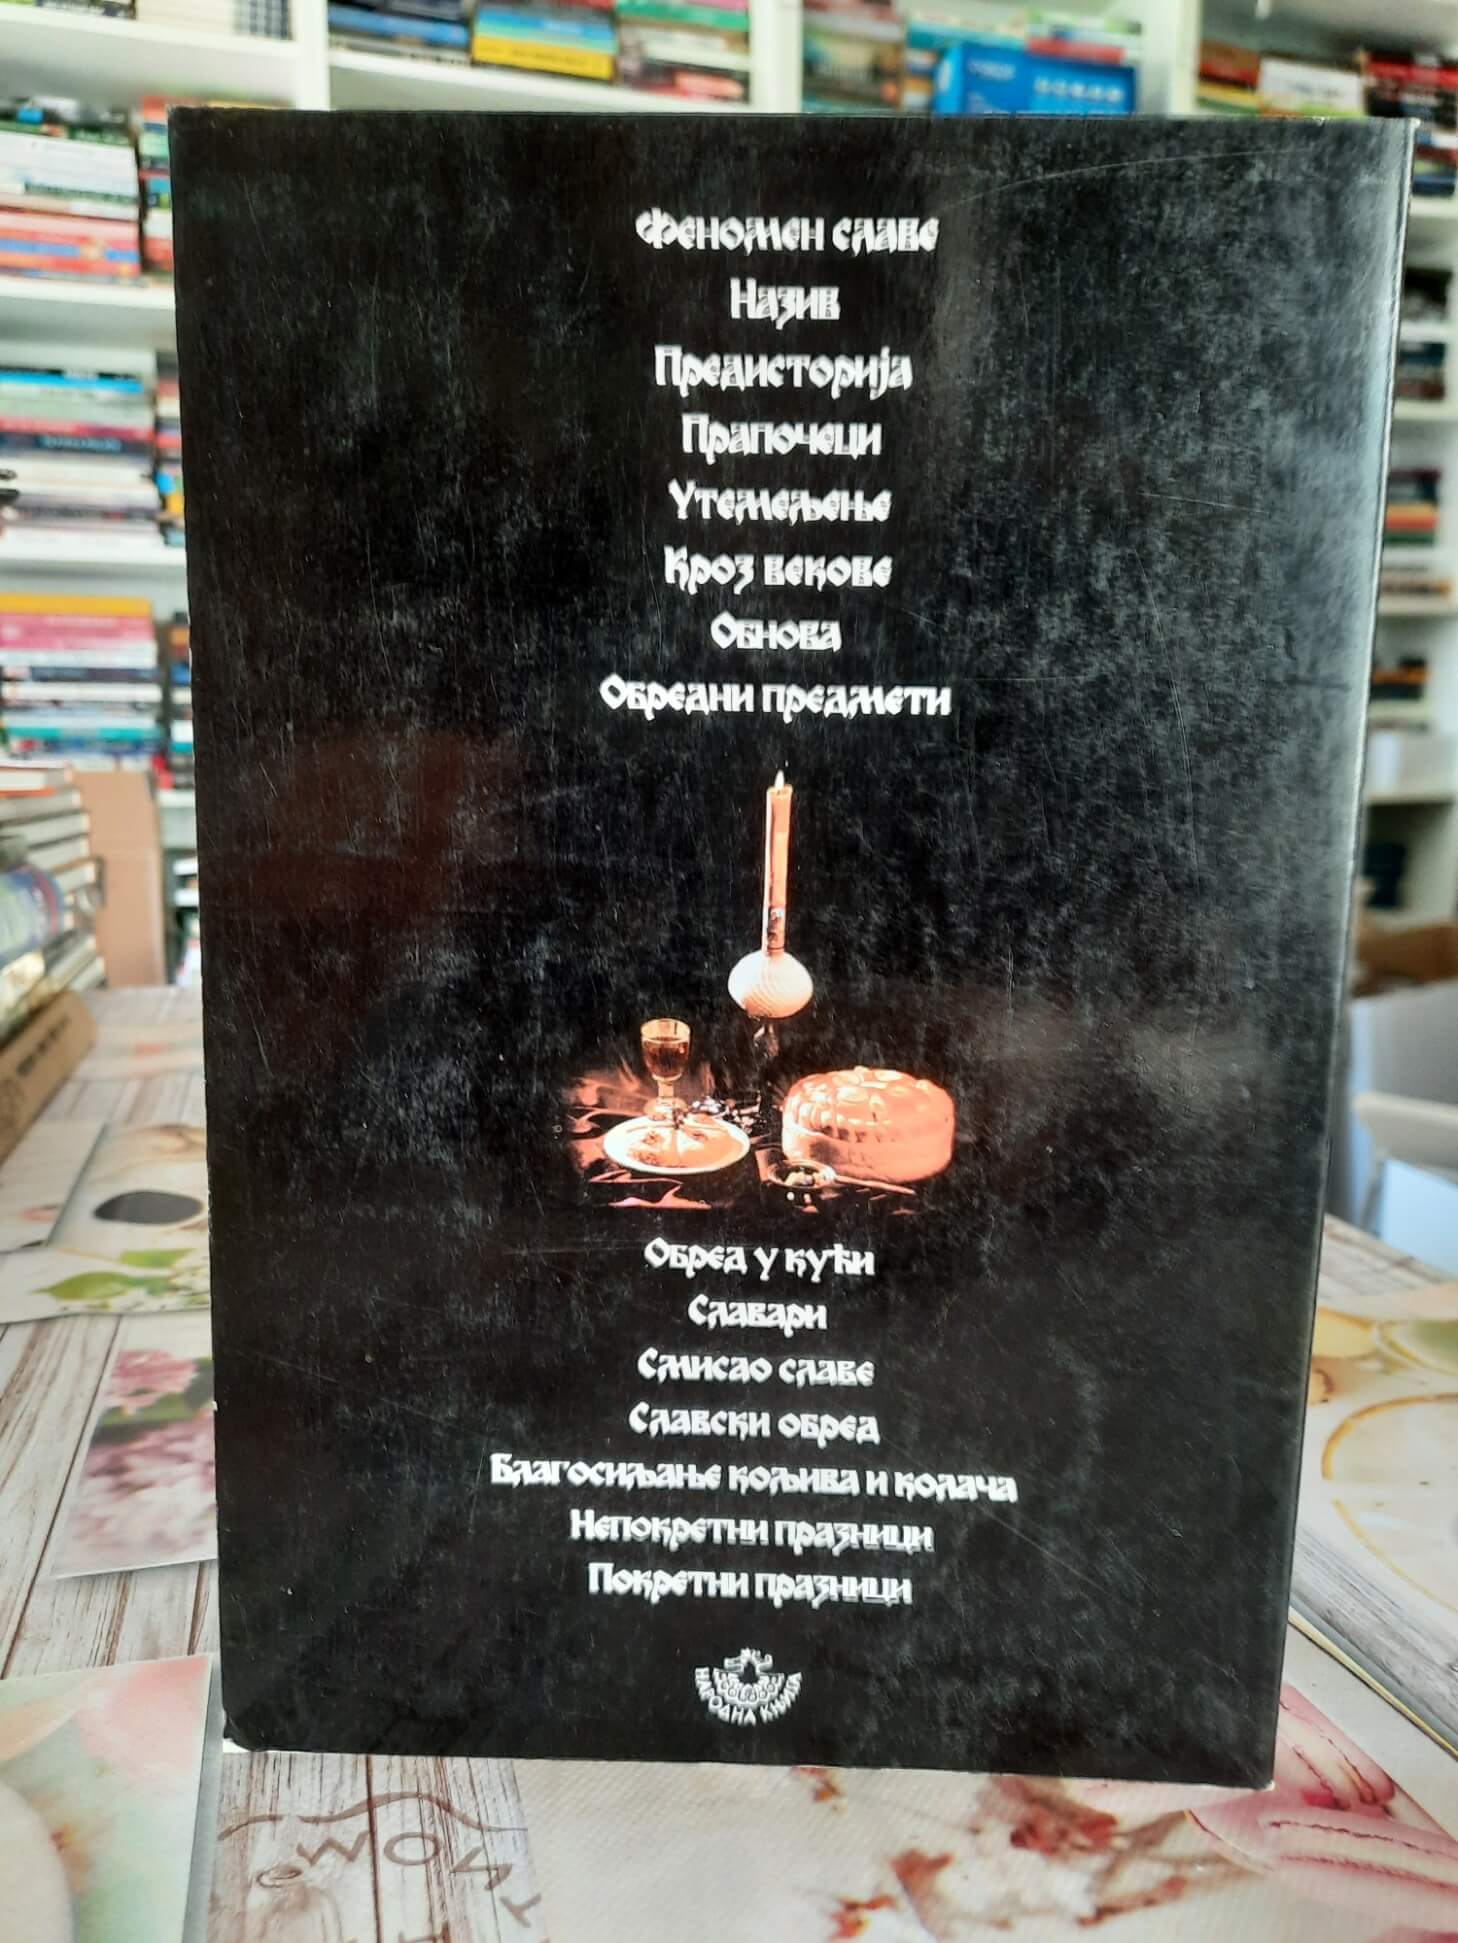 Феномен славе
Назив
Предисторија
Прапочеци
Утемељење
Кроз векове
Обнова
Обредни предмети
Обред у кући
Славари
Смисао славе
Славски обред
Благосиљање кољива и колача
Непокретни празници
Покретни празници
НАРОДНА КЊИГА